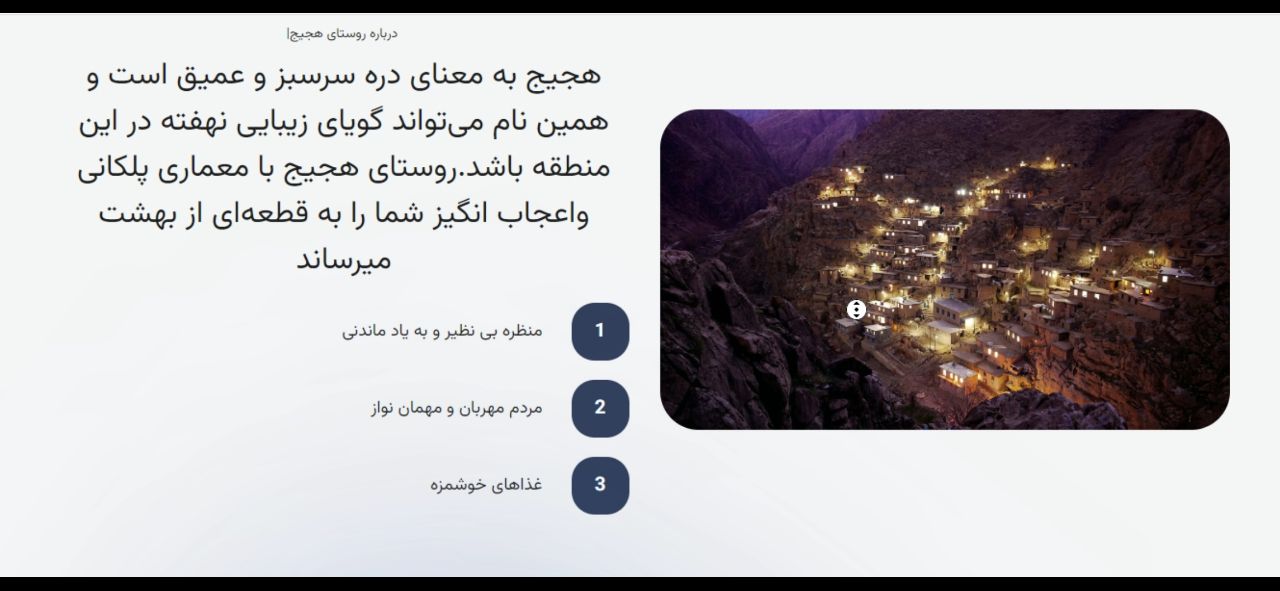 درباره روستای هجیج|
هجیج به معنای دره سرسبز و عمیق است و
همین نام می‌تواند گویای زیبایی نهفته در این
منطقه باشد.روستای هجیج با معماری پلکانی
واعجاب انگیز شما را به قطعه‌ای از بهشت
میرساند
1 منظره بی نظیر و به یاد ماندنی
2 مردم مهربان و مهمان نواز
3 غذاهای خوشمزه